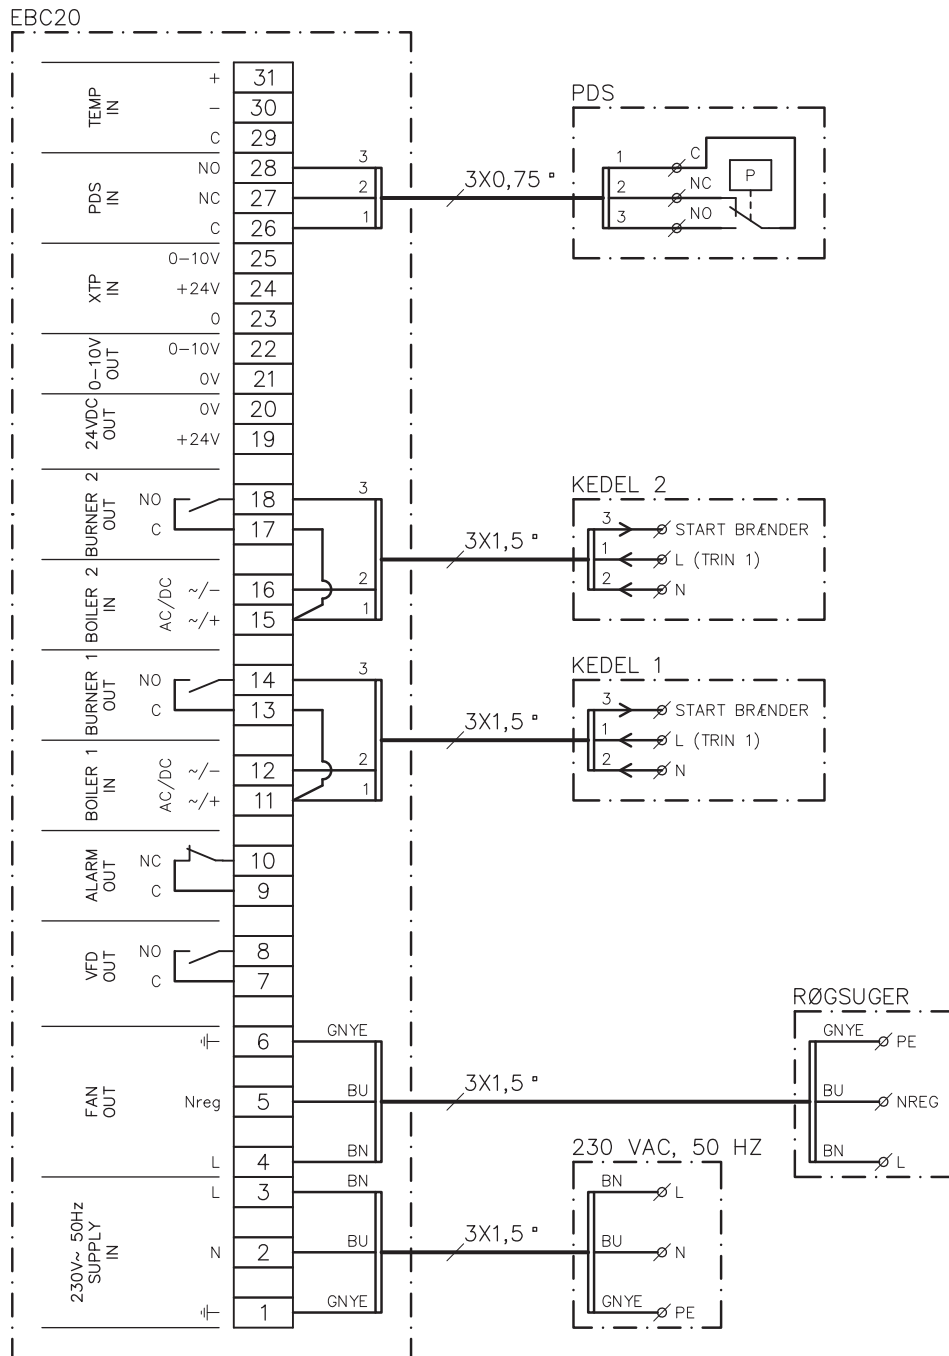 EBC20
TEMP IN
+ 31
- 30
C 29
PDS IN
NO 28 3
NC 27 2
C 26 1
3X0,75 ▫
PDS
1 C
2 NC
3 NO
P
XTP IN
0-10V 25
+24V 24
0 23
0-10V OUT
0-10V 22
0V 21
24VDC OUT
0V 20
+24V 19
BURNER 2 OUT
NO 18 3
C 17
BOILER 2 IN
AC/DC
~/- 16 2
~/+ 15 1
3X1,5 ▫
KEDEL 2
3 START BRÆNDER
1 L (TRIN 1)
2 N
BURNER 1 OUT
NO 14 3
C 13
BOILER 1 IN
AC/DC
~/- 12 2
~/+ 11 1
3X1,5 ▫
KEDEL 1
3 START BRÆNDER
1 L (TRIN 1)
2 N
ALARM OUT
NC 10
C 9
VFD OUT
NO 8
C 7
FAN OUT
6 GNYE
Nreg 5 BU
L 4 BN
3X1,5 ▫
RØGSUGER
GNYE PE
BU NREG
BN L
230V~ 50Hz SUPPLY IN
L 3 BN
N 2 BU
1 GNYE
3X1,5 ▫
230 VAC, 50 HZ
BN L
BU N
GNYE PE